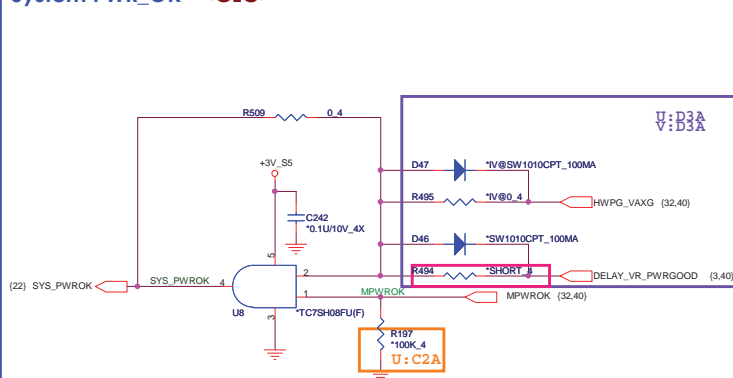 R509 0_4
U:D3A
V:D3A
D47 *IV@SW1010CPT_100MA
+3V_S5
R495 *IV@0_4
HWPG_VAXG {32,40}
C242
*0.1U/10V_4X
D46 *SW1010CPT_100MA
5
2
R494 *SHORT_4
DELAY_VR_PWRGOOD {3,40}
{22} SYS_PWROK
SYS_PWROK 4
1
MPWROK
MPWROK {32,40}
U8
3
*TC7SH08FU(F)
R197
*100K_4
U:C2A